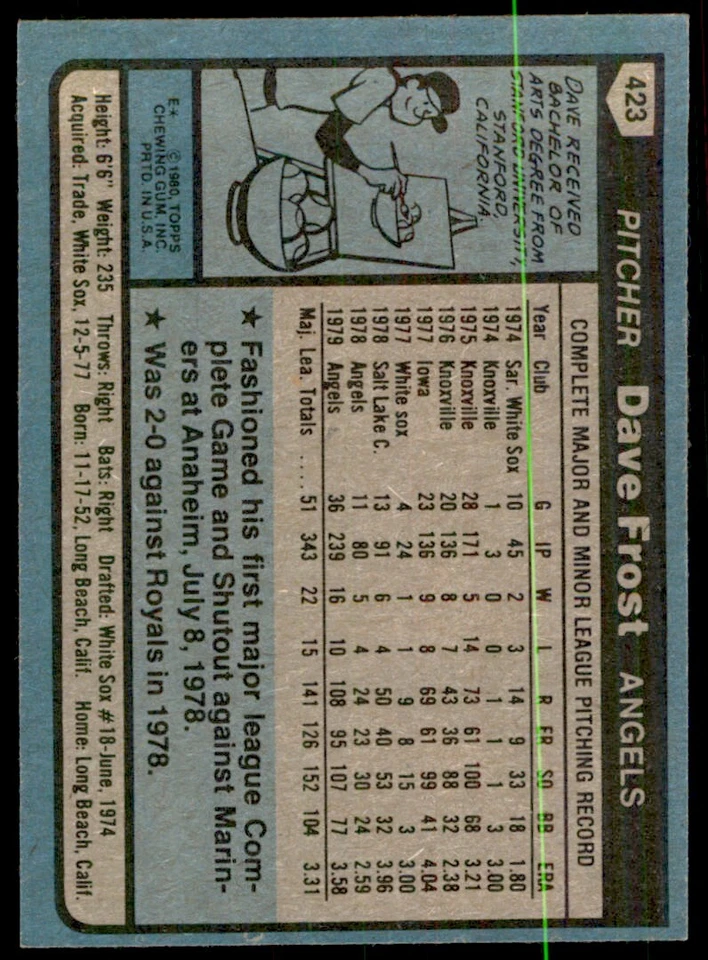 423
PITCHER Dave Frost ANGELS
DAVE RECEIVED
BACHELOR OF
ARTS DEGREE FROM
STANFORD UNIVERSITY,
STANFORD,
CALIFORNIA.
E* © 1980, TOPPS
CHEWING GUM, INC.
PRTD. IN U.S.A.
COMPLETE MAJOR AND MINOR LEAGUE PITCHING RECORD
Year Club G IP W L R ER SO BB ERA
1974 Sar. White Sox 10 45 2 3 14 9 33 18 1.80
1974 Knoxville 1 3 0 0 1 1 1 3 3.00
1975 Knoxville 28 171 5 14 73 61 100 68 3.21
1976 Knoxville 20 136 8 7 43 36 88 32 2.38
1977 Iowa 23 136 9 8 69 61 99 41 4.04
1977 White sox 4 24 1 1 9 8 15 3 3.00
1978 Salt Lake C. 13 91 6 4 50 40 53 32 3.96
1978 Angels 11 80 5 4 24 23 30 24 2.59
1979 Angels 36 239 16 10 108 95 107 77 3.58
Maj. Lea. Totals .... 51 343 22 15 141 126 152 104 3.31
★ Fashioned his first major league Com-
plete Game and Shutout against Marin-
ers at Anaheim, July 8, 1978.
★ Was 2-0 against Royals in 1978.
Height: 6'6" Weight: 235 Throws: Right Bats: Right Drafted: White Sox #18-June, 1974
Acquired: Trade, White Sox, 12-5-77 Born: 11-17-52, Long Beach, Calif. Home: Long Beach, Calif.